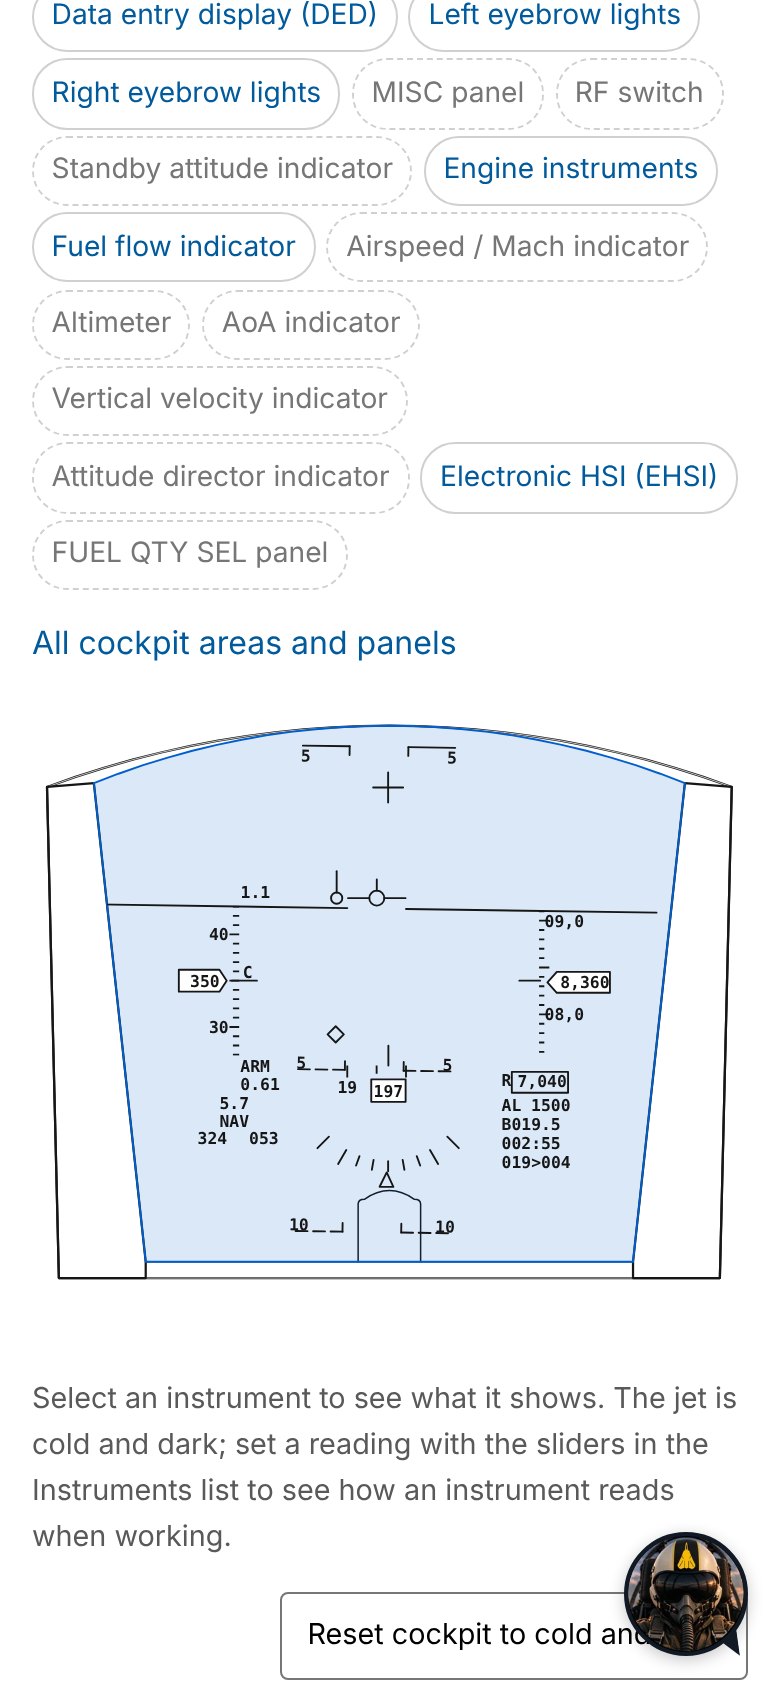 Data entry display (DED) Left eyebrow lights
Right eyebrow lights MISC panel RF switch
Standby attitude indicator Engine instruments
Fuel flow indicator Airspeed / Mach indicator
Altimeter AoA indicator
Vertical velocity indicator
Attitude director indicator Electronic HSI (EHSI)
FUEL QTY SEL panel
All cockpit areas and panels
5 5
1.1
09,0
40
C
350 8,360
08,0
30
ARM 5 5
0.61 19 197 R 7,040
5.7 AL 1500
NAV B019.5
324 053 002:55
019>004
10 10
Select an instrument to see what it shows. The jet is
cold and dark; set a reading with the sliders in the
Instruments list to see how an instrument reads
when working.
Reset cockpit to cold and